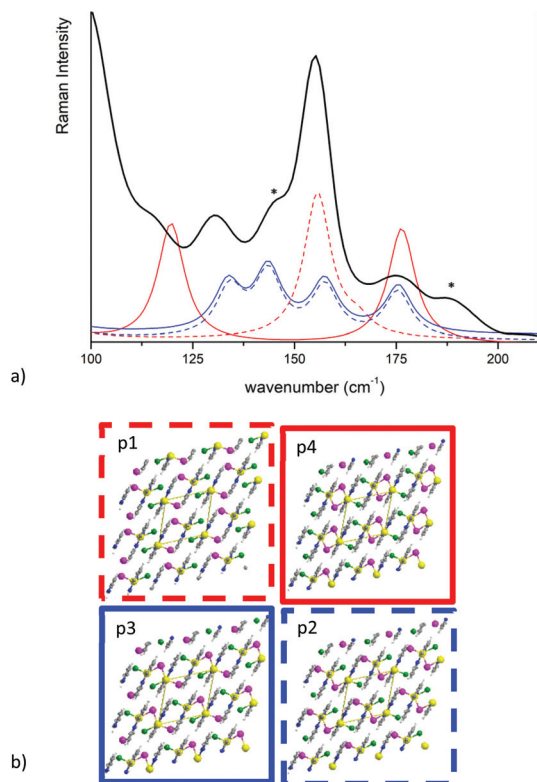 Raman Intensity
*
*
100 125 150 175 200
wavenumber (cm⁻¹)
a)
p1
p4
p3
p2
b)